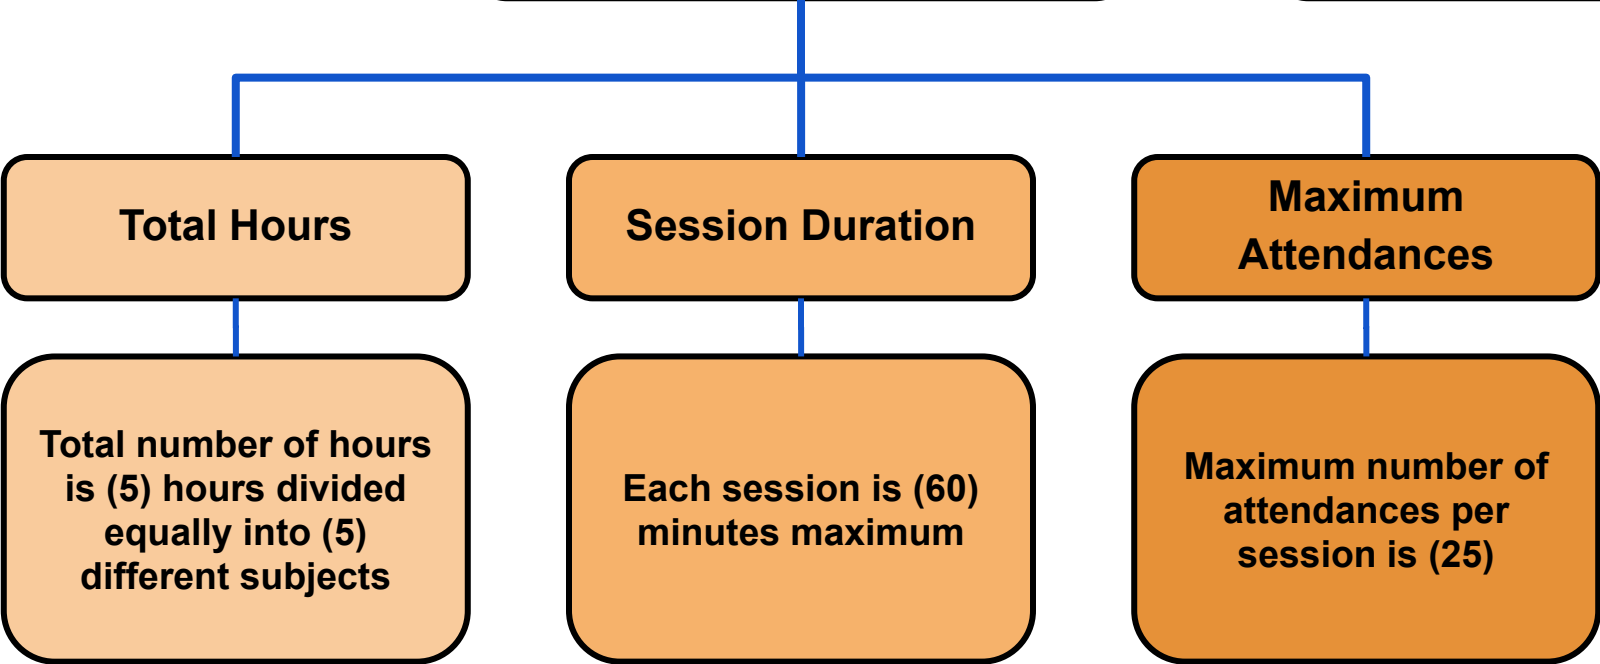 Total Hours
Session Duration
Maximum
Attendances
Total number of hours
is (5) hours divided
equally into (5)
different subjects
Each session is (60)
minutes maximum
Maximum number of
attendances per
session is (25)